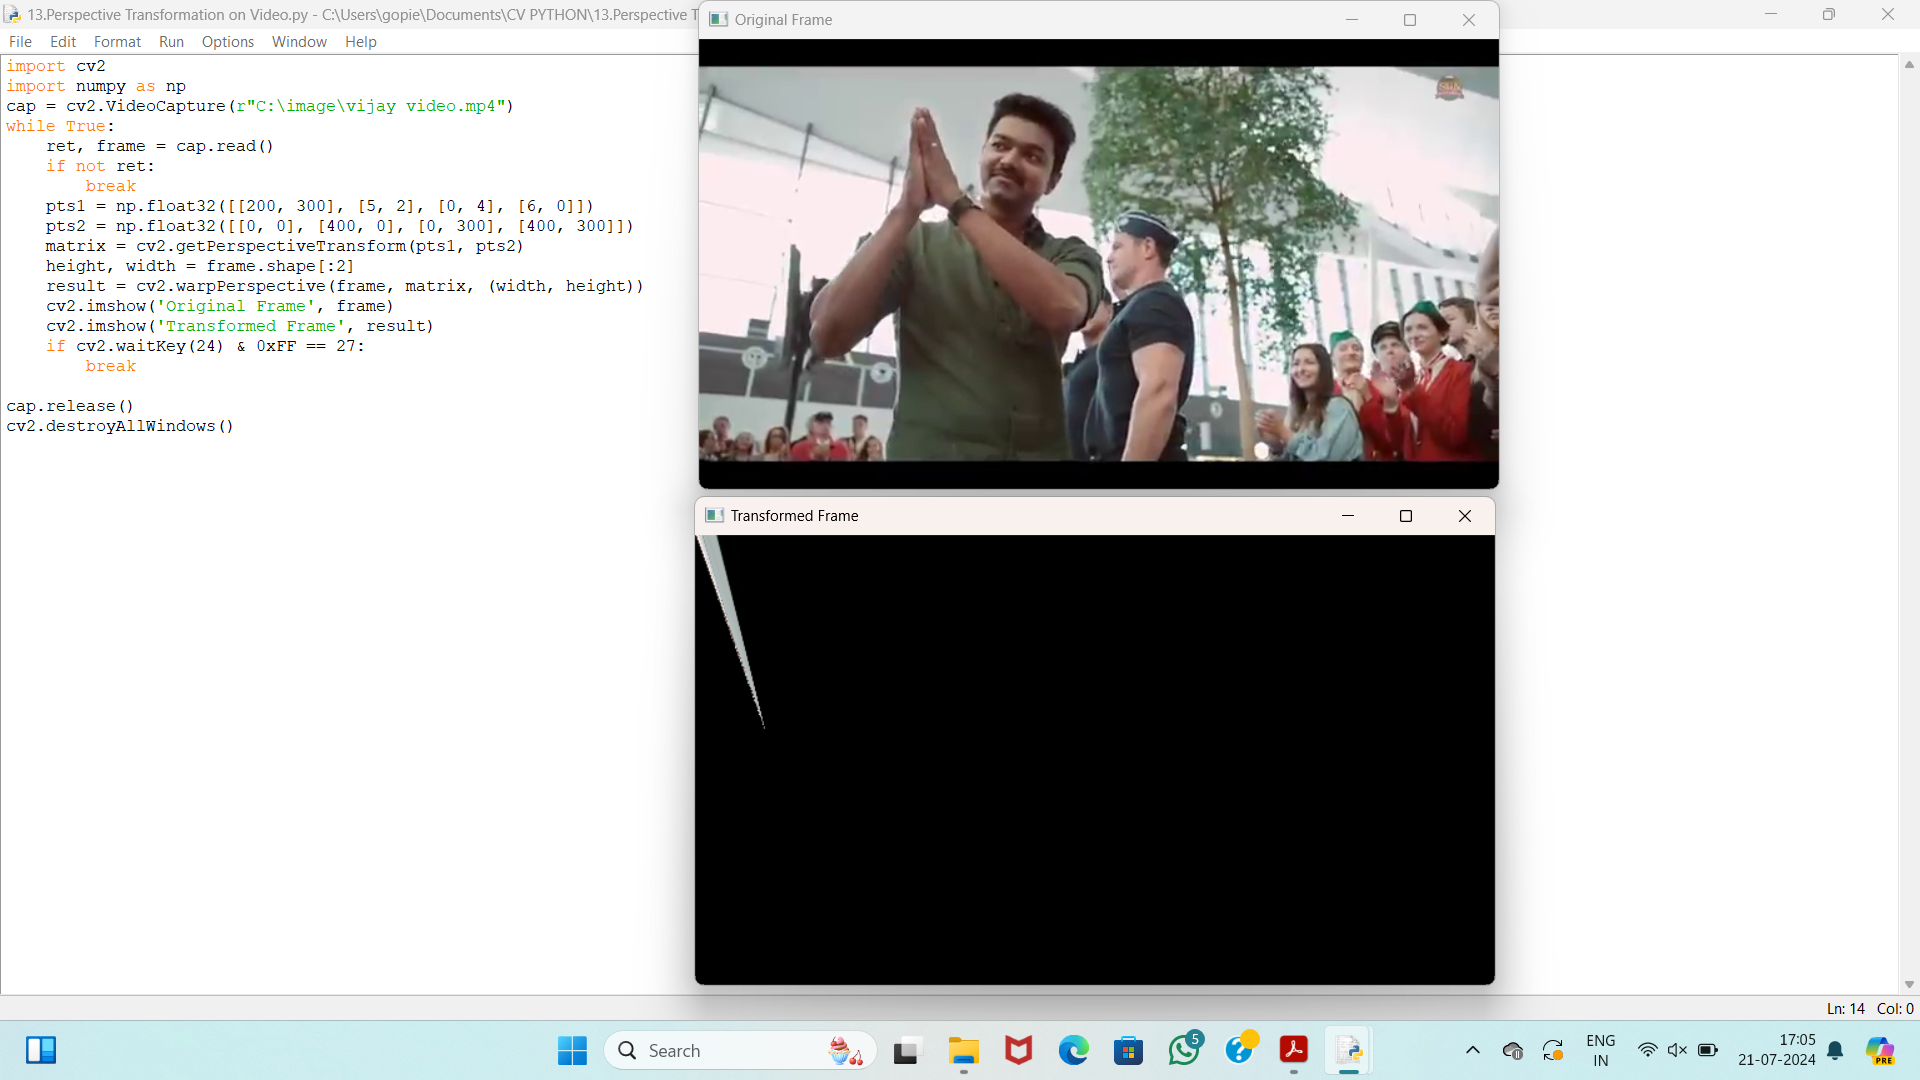 13.Perspective Transformation on Video.py - C:\Users\gopie\Documents\CV PYTHON\13.Perspective T
File Edit Format Run Options Window Help
import cv2
import numpy as np
cap = cv2.VideoCapture(r"C:\image\vijay video.mp4")
while True:
    ret, frame = cap.read()
    if not ret:
        break
    pts1 = np.float32([[200, 300], [5, 2], [0, 4], [6, 0]])
    pts2 = np.float32([[0, 0], [400, 0], [0, 300], [400, 300]])
    matrix = cv2.getPerspectiveTransform(pts1, pts2)
    height, width = frame.shape[:2]
    result = cv2.warpPerspective(frame, matrix, (width, height))
    cv2.imshow('Original Frame', frame)
    cv2.imshow('Transformed Frame', result)
    if cv2.waitKey(24) & 0xFF == 27:
        break
cap.release()
cv2.destroyAllWindows()
Original Frame
SUN
Transformed Frame
Ln: 14 Col: 0
Search
5
ENG
IN
17:05
21-07-2024
PRE